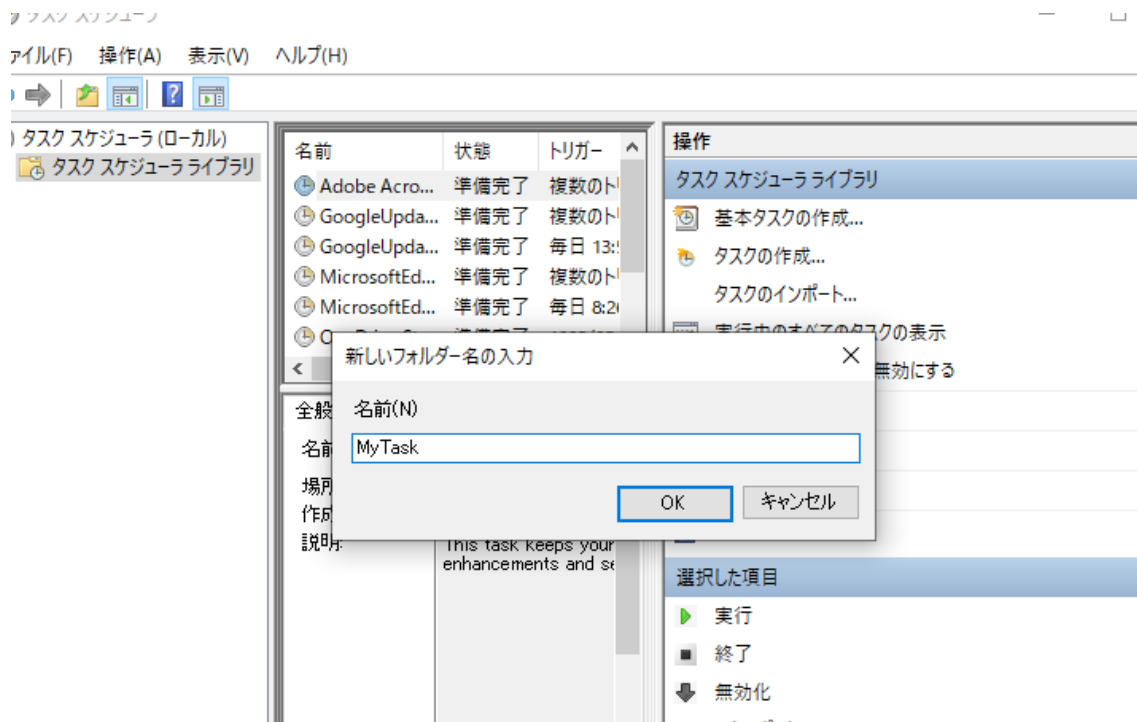 タスク スケジューラ
ァイル(F) 操作(A) 表示(V) ヘルプ(H)
タスク スケジューラ (ローカル)
タスク スケジューラ ライブラリ
名前 状態 トリガー
Adobe Acro... 準備完了 複数のト
GoogleUpda... 準備完了 複数のト
GoogleUpda... 準備完了 毎日 13:
MicrosoftEd... 準備完了 複数のト
MicrosoftEd... 準備完了 毎日 8:26
操作
タスク スケジューラ ライブラリ
基本タスクの作成...
タスクの作成...
タスクのインポート...
実行中のすべてのタスクの表示
無効にする
新しいフォルダー名の入力
名前(N)
MyTask
OK キャンセル
全般
名前
場所
作成
説明:
This task keeps your
enhancements and se
選択した項目
実行
終了
無効化